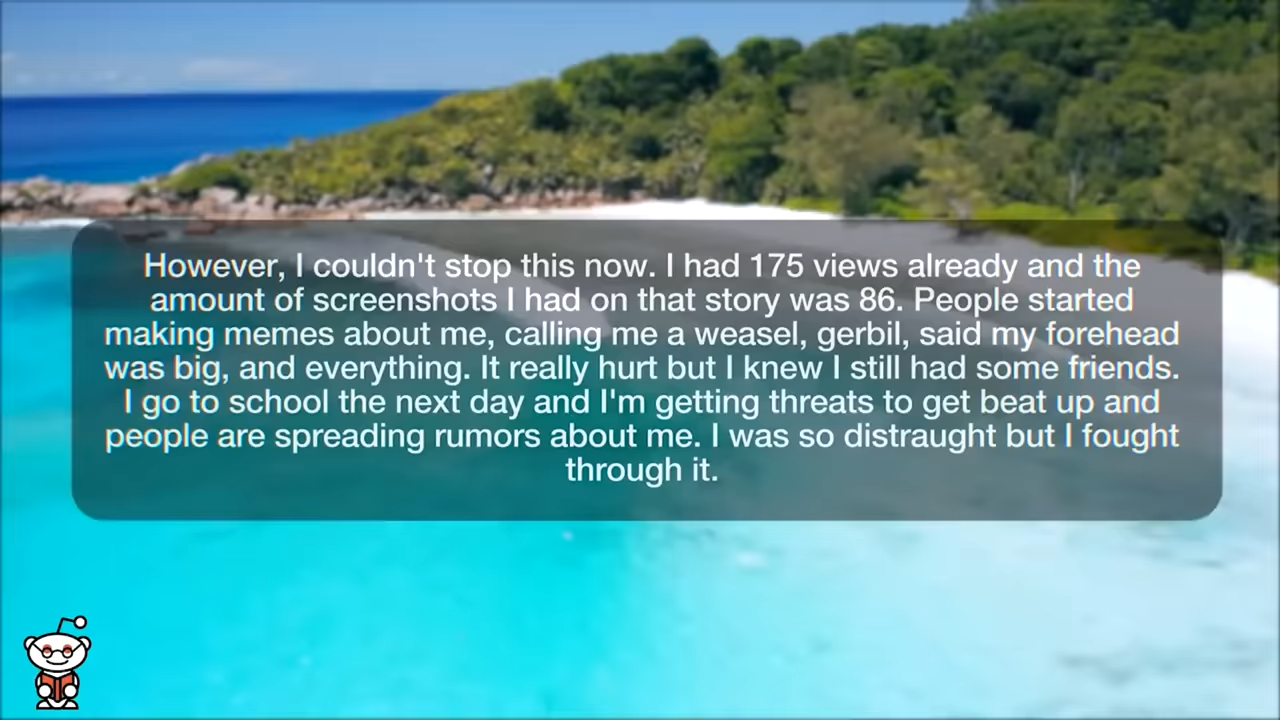 However, I couldn't stop this now. I had 175 views already and the
amount of screenshots I had on that story was 86. People started
making memes about me, calling me a weasel, gerbil, said my forehead
was big, and everything. It really hurt but I knew I still had some friends.
I go to school the next day and I'm getting threats to get beat up and
people are spreading rumors about me. I was so distraught but I fought
through it.